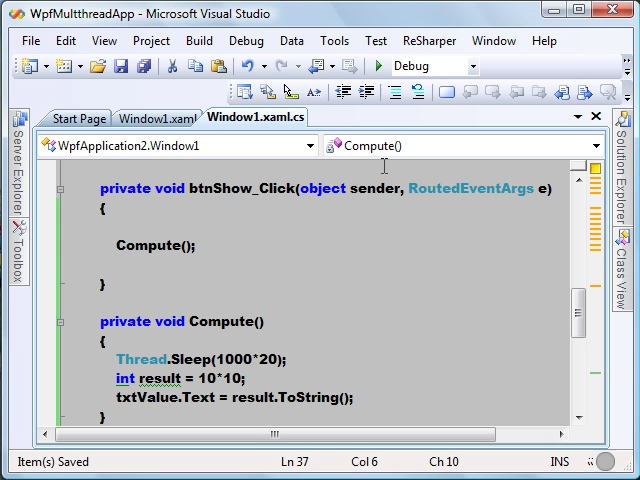 WpfMultthreadApp - Microsoft Visual Studio
File Edit View Project Build Debug Data Tools Test ReSharper Window Help
Debug
Start Page Window1.xaml Window1.xaml.cs
WpfApplication2.Window1 Compute()
Server Explorer
Toolbox
private void btnShow_Click(object sender, RoutedEventArgs e)
{
Compute();
}
private void Compute()
{
Thread.Sleep(1000*20);
int result = 10*10;
txtValue.Text = result.ToString();
}
Solution Explorer
Class View
Item(s) Saved Ln 37 Col 6 Ch 10 INS